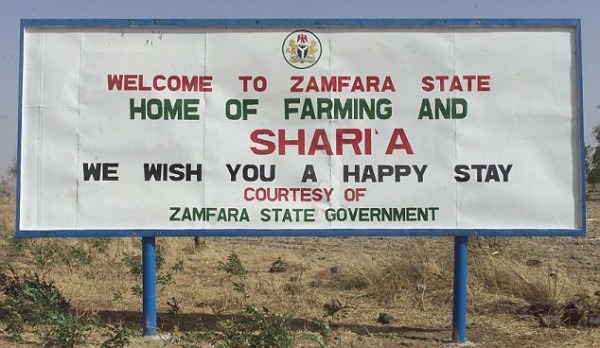 WELCOME TO ZAMFARA STATE
HOME OF FARMING AND
SHARI'A
WE WISH YOU A HAPPY STAY
COURTESY OF
ZAMFARA STATE GOVERNMENT